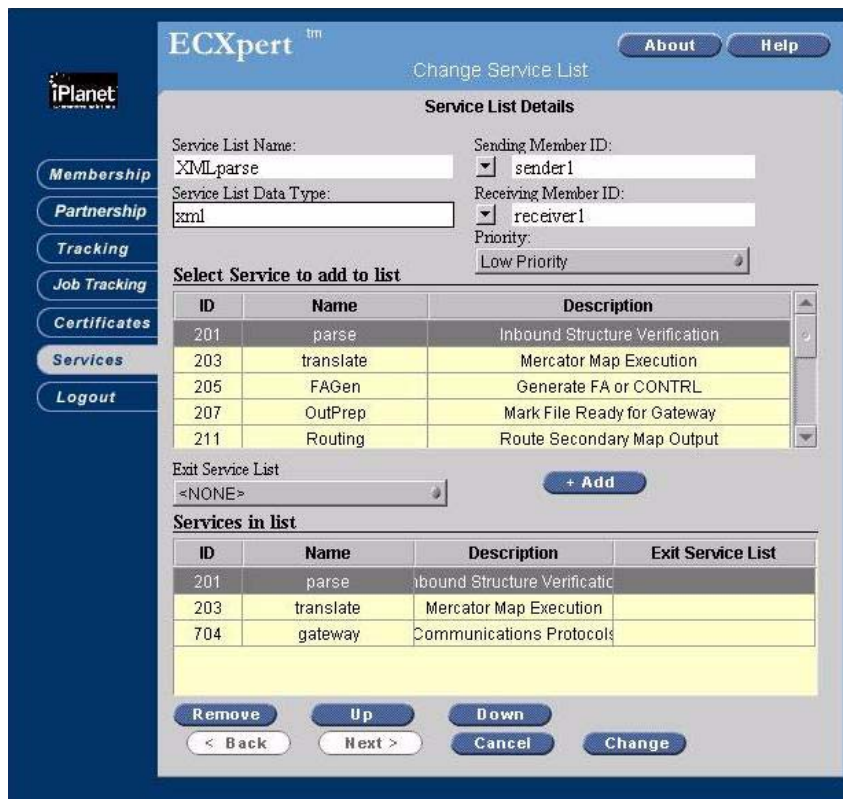 ECXpert tm
About
Help
Change Service List
iPlanet
Membership
Partnership
Tracking
Job Tracking
Certificates
Services
Logout
Service List Details
Service List Name:
XMLparse
Sending Member ID:
sender1
Service List Data Type:
xml
Receiving Member ID:
receiver1
Priority:
Low Priority
Select Service to add to list
ID Name Description
201 parse Inbound Structure Verification
203 translate Mercator Map Execution
205 FAGen Generate FA or CONTRL
207 OutPrep Mark File Ready for Gateway
211 Routing Route Secondary Map Output
Exit Service List
<NONE>
+ Add
Services in list
ID Name Description Exit Service List
201 parse nbound Structure Verificatic
203 translate Mercator Map Execution
704 gateway Communications Protocols
Remove Up Down
< Back Next > Cancel Change